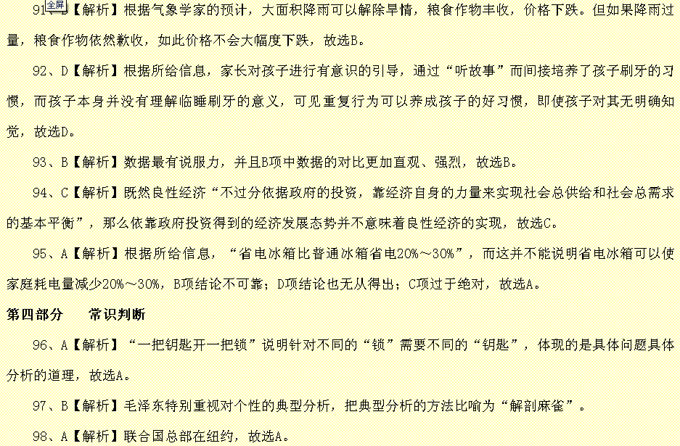 全屏
91 【解析】根据气象学家的预计，大面积降雨可以解除旱情，粮食作物丰收，价格下跌。但如果降雨过
量，粮食作物依然歉收，如此价格不会大幅度下跌，故选B。
92、D【解析】根据所给信息，家长对孩子进行有意识的引导，通过“听故事”而间接培养了孩子刷牙的习
惯，而孩子本身并没有理解临睡刷牙的意义，可见重复行为可以养成孩子的好习惯，即使孩子对其无明确知
觉，故选D。
93、B【解析】数据最有说服力，并且B项中数据的对比更加直观、强烈，故选B。
94、C【解析】既然良性经济“不过分依据政府的投资，靠经济自身的力量来实现社会总供给和社会总需求
的基本平衡”，那么依靠政府投资得到的经济发展态势并不意味着良性经济的实现，故选C。
95、A【解析】根据所给信息，“省电冰箱比普通冰箱省电20%～30%”，而这并不能说明省电冰箱可以使
家庭耗电量减少20%～30%，B项结论不可靠；D项结论也无从得出；C项过于绝对，故选A。
第四部分 常识判断
96、A【解析】“一把钥匙开一把锁”说明针对不同的“锁”需要不同的“钥匙”，体现的是具体问题具体
分析的道理，故选A。
97、B【解析】毛泽东特别重视对个性的典型分析，把典型分析的方法比喻为“解剖麻雀”。
98、A【解析】联合国总部在纽约，故选A。